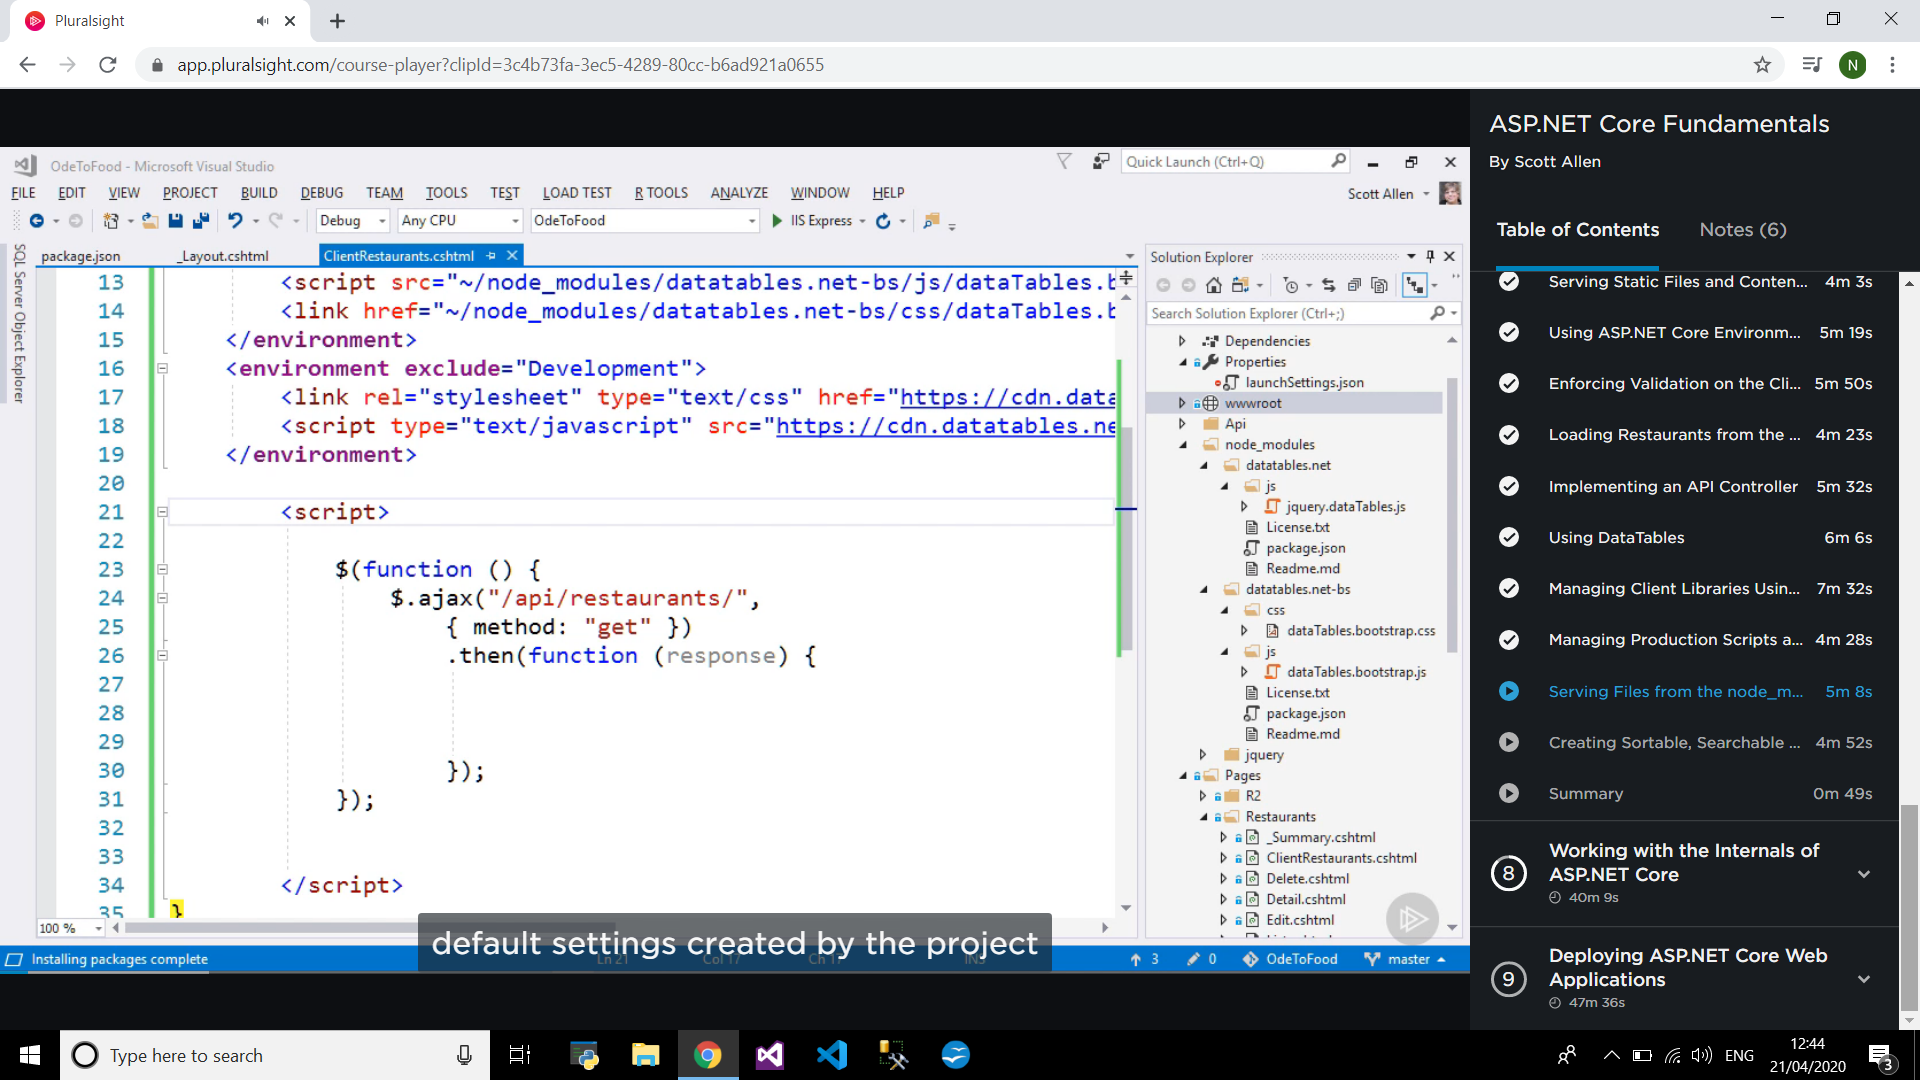 Pluralsight
app.pluralsight.com/course-player?clipId=3c4b73fa-3ec5-4289-80cc-b6ad921a0655
N
OdeToFood - Microsoft Visual Studio
Quick Launch (Ctrl+Q)
FILE EDIT VIEW PROJECT BUILD DEBUG TEAM TOOLS TEST LOAD TEST R TOOLS ANALYZE WINDOW HELP
Scott Allen
Debug Any CPU OdeToFood IIS Express
SQL Server Object Explorer
package.json _Layout.cshtml ClientRestaurants.cshtml
13 <script src="~/node_modules/datatables.net-bs/js/dataTables.b
14 <link href="~/node_modules/datatables.net-bs/css/dataTables.b
15 </environment>
16 <environment exclude="Development">
17 <link rel="stylesheet" type="text/css" href="https://cdn.data
18 <script type="text/javascript" src="https://cdn.datatables.ne
19 </environment>
20
21 <script>
22
23 $(function () {
24 $.ajax("/api/restaurants/",
25 { method: "get" })
26 .then(function (response) {
27
28
29
30 });
31 });
32
33
34 </script>
35 }
100 %
default settings created by the project
Installing packages complete
Ln 21 Col 17 Ch 17 INS
3 0 OdeToFood master
Solution Explorer
Search Solution Explorer (Ctrl+;)
Dependencies
Properties
launchSettings.json
wwwroot
Api
node_modules
datatables.net
js
jquery.dataTables.js
License.txt
package.json
Readme.md
datatables.net-bs
css
dataTables.bootstrap.css
js
dataTables.bootstrap.js
License.txt
package.json
Readme.md
jquery
Pages
R2
Restaurants
_Summary.cshtml
ClientRestaurants.cshtml
Delete.cshtml
Detail.cshtml
Edit.cshtml
ASP.NET Core Fundamentals
By Scott Allen
Table of Contents Notes (6)
Serving Static Files and Conten... 4m 3s
Using ASP.NET Core Environm... 5m 19s
Enforcing Validation on the Cli... 5m 50s
Loading Restaurants from the ... 4m 23s
Implementing an API Controller 5m 32s
Using DataTables 6m 6s
Managing Client Libraries Usin... 7m 32s
Managing Production Scripts a... 4m 28s
Serving Files from the node_m... 5m 8s
Creating Sortable, Searchable ... 4m 52s
Summary 0m 49s
8 Working with the Internals of
ASP.NET Core
40m 9s
9 Deploying ASP.NET Core Web
Applications
47m 36s
Type here to search
ENG
12:44
21/04/2020
3